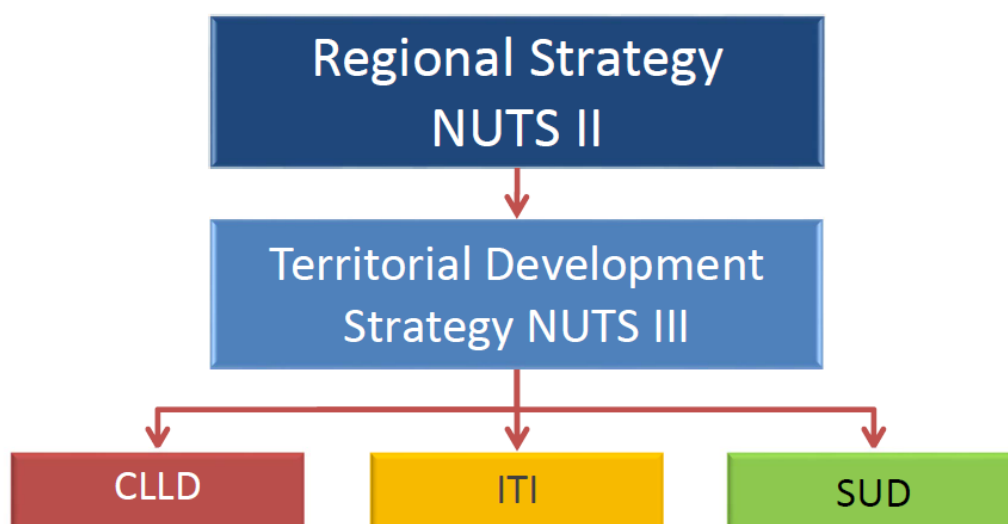 Regional Strategy
NUTS II
Territorial Development
Strategy NUTS III
CLLD
ITI
SUD